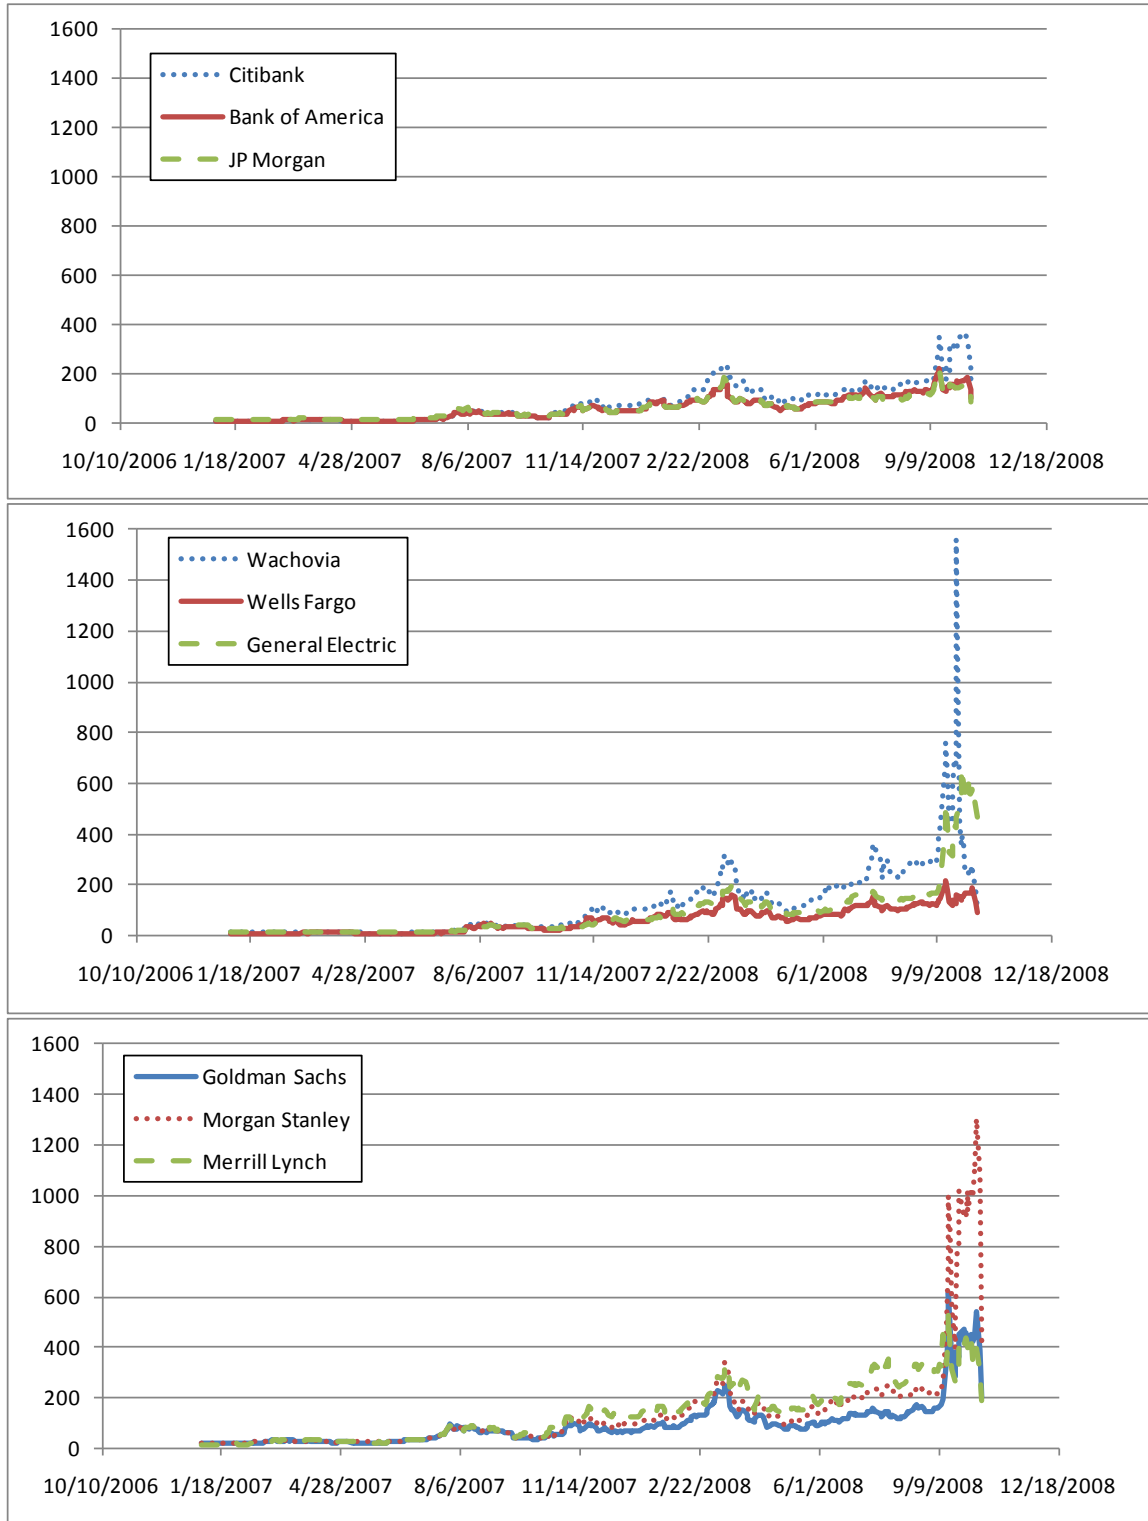 1600
1400
1200
1000
800
600
400
200
0
Citibank
Bank of America
JP Morgan
10/10/2006 1/18/2007 4/28/2007 8/6/2007 11/14/2007 2/22/2008 6/1/2008 9/9/2008 12/18/2008
1600
1400
1200
1000
800
600
400
200
0
Wachovia
Wells Fargo
General Electric
10/10/2006 1/18/2007 4/28/2007 8/6/2007 11/14/2007 2/22/2008 6/1/2008 9/9/2008 12/18/2008
1600
1400
1200
1000
800
600
400
200
0
Goldman Sachs
Morgan Stanley
Merrill Lynch
10/10/2006 1/18/2007 4/28/2007 8/6/2007 11/14/2007 2/22/2008 6/1/2008 9/9/2008 12/18/2008